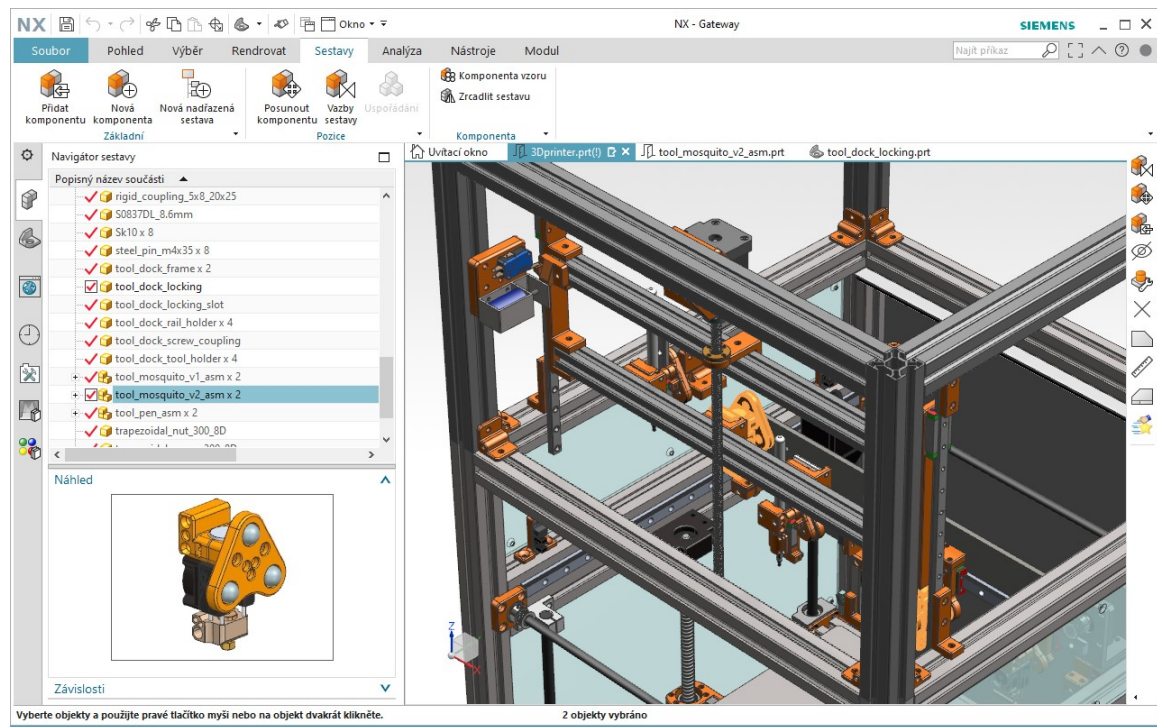 NX
Okno
NX - Gateway
SIEMENS
Soubor Pohled Výběr Rendrovat Sestavy Analýza Nástroje Modul
Najít příkaz
Přidat komponentu
Nová komponenta
Nová nadřazená sestava
Posunout komponentu
Vazby sestavy
Uspořádání
Komponenta vzoru
Zrcadlit sestavu
Základní
Pozice
Komponenta
Navigátor sestavy
Uvítací okno
3Dprinter.prt(!)
tool_mosquito_v2_asm.prt
tool_dock_locking.prt
Popisný název součásti
rigid_coupling_5x8_20x25
S0837DL_8.6mm
Sk10 x 8
steel_pin_m4x35 x 8
tool_dock_frame x 2
tool_dock_locking
tool_dock_locking_slot
tool_dock_rail_holder x 4
tool_dock_screw_coupling
tool_dock_tool_holder x 4
tool_mosquito_v1_asm x 2
tool_mosquito_v2_asm x 2
tool_pen_asm x 2
trapezoidal_nut_300_8D
Náhled
Závislosti
Z
X
Vyberte objekty a použijte pravé tlačítko myši nebo na objekt dvakrát klikněte.
2 objekty vybráno